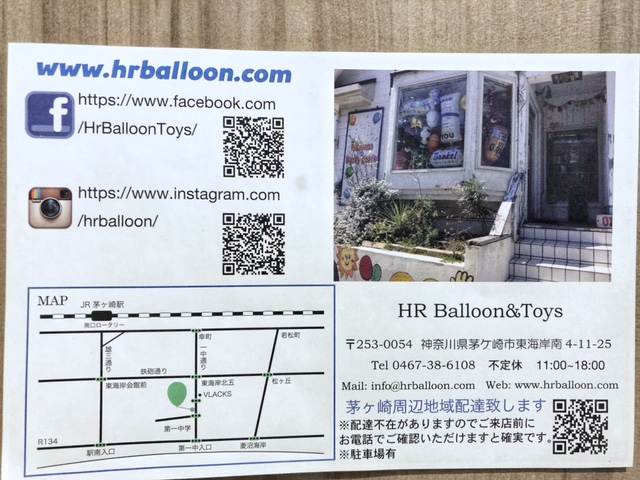 www.hrballoon.com
https://www.facebook.com
/HrBalloonToys/
https://www.instagram.com
/hrballoon/
MAP
JR 茅ヶ崎駅
南口ロータリー
雄三通り
幸町
一中通り
若松町
鉄砲通り
東海岸会館前
東海岸北五
松ヶ丘
VLACKS
第一中学
R134
駅南入口
第一中入口
菱沼海岸
HR Balloon&Toys
〒253-0054 神奈川県茅ケ崎市東海岸南 4-11-25
Tel 0467-38-6108 不定休 11:00~18:00
Mail: info@hrballoon.com Web: www.hrballoon.com
茅ヶ崎周辺地域配達致します
※配達不在がありますのでご来店前に
お電話でご確認いただけますと確実です。
※駐車場有